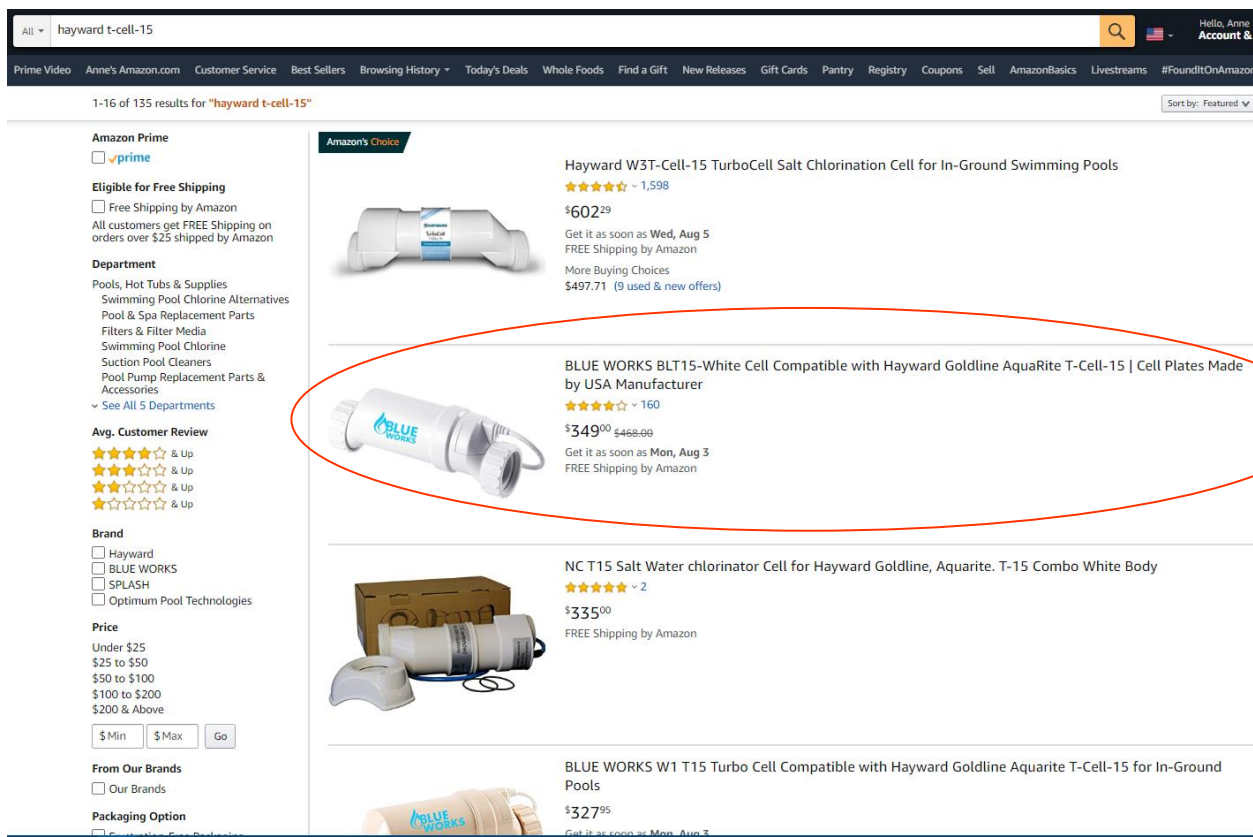 All
hayward t-cell-15
Hello, Anne
Account &
Prime Video Anne's Amazon.com Customer Service Best Sellers Browsing History Today's Deals Whole Foods Find a Gift New Releases Gift Cards Pantry Registry Coupons Sell AmazonBasics Livestreams #FoundItOnAmazon
1-16 of 135 results for "hayward t-cell-15"
Sort by: Featured
Amazon Prime
prime
Eligible for Free Shipping
Free Shipping by Amazon
All customers get FREE Shipping on
orders over $25 shipped by Amazon
Department
Pools, Hot Tubs & Supplies
Swimming Pool Chlorine Alternatives
Pool & Spa Replacement Parts
Filters & Filter Media
Swimming Pool Chlorine
Suction Pool Cleaners
Pool Pump Replacement Parts &
Accessories
See All 5 Departments
Avg. Customer Review
& Up
& Up
& Up
& Up
Brand
Hayward
BLUE WORKS
SPLASH
Optimum Pool Technologies
Price
Under $25
$25 to $50
$50 to $100
$100 to $200
$200 & Above
$ Min $ Max Go
From Our Brands
Our Brands
Packaging Option
Amazon's Choice
Hayward W3T-Cell-15 TurboCell Salt Chlorination Cell for In-Ground Swimming Pools
1,598
$60229
Get it as soon as Wed, Aug 5
FREE Shipping by Amazon
More Buying Choices
$497.71 (9 used & new offers)
BLUE
WORKS
BLUE WORKS BLT15-White Cell Compatible with Hayward Goldline AquaRite T-Cell-15 | Cell Plates Made
by USA Manufacturer
160
$34900 $468.00
Get it as soon as Mon, Aug 3
FREE Shipping by Amazon
NC T15 Salt Water chlorinator Cell for Hayward Goldline, Aquarite. T-15 Combo White Body
2
$33500
FREE Shipping by Amazon
BLUE
WORKS
BLUE WORKS W1 T15 Turbo Cell Compatible with Hayward Goldline Aquarite T-Cell-15 for In-Ground
Pools
$32795
Get it as soon as Mon, Aug 3